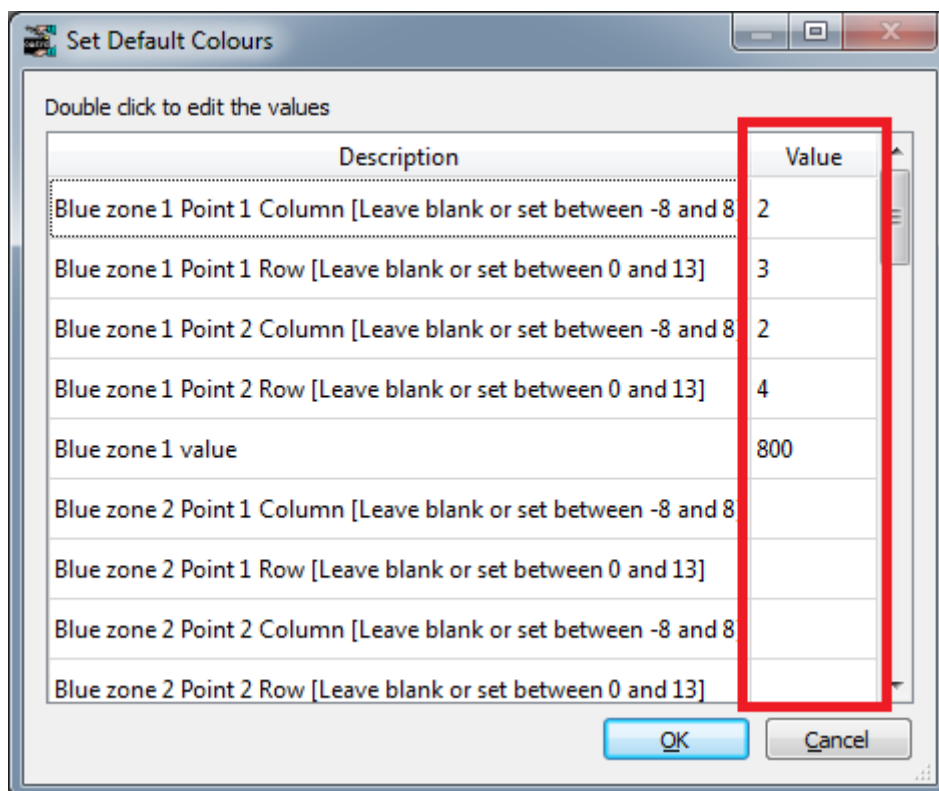 Set Default Colours
Double click to edit the values
Description Value
Blue zone 1 Point 1 Column [Leave blank or set between -8 and 8] 2
Blue zone 1 Point 1 Row [Leave blank or set between 0 and 13] 3
Blue zone 1 Point 2 Column [Leave blank or set between -8 and 8 2
Blue zone 1 Point 2 Row [Leave blank or set between 0 and 13] 4
Blue zone 1 value 800
Blue zone 2 Point 1 Column [Leave blank or set between -8 and 8
Blue zone 2 Point 1 Row [Leave blank or set between 0 and 13]
Blue zone 2 Point 2 Column [Leave blank or set between -8 and 8
Blue zone 2 Point 2 Row [Leave blank or set between 0 and 13]
OK Cancel